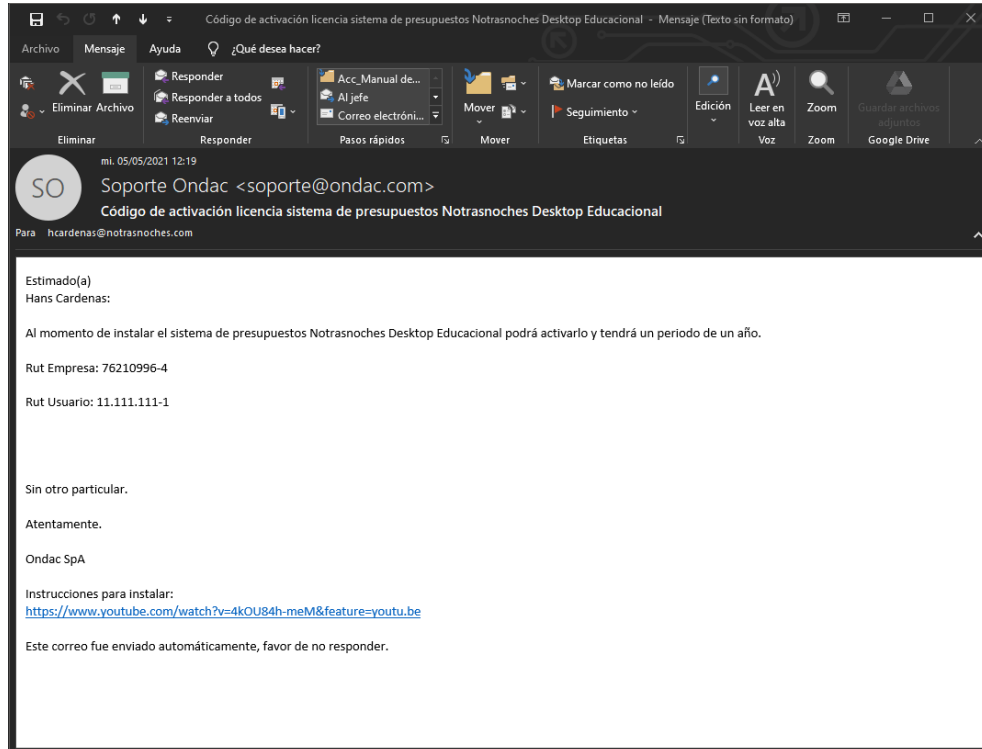 Código de activación licencia sistema de presupuestos Notrasnoches Desktop Educacional - Mensaje (Texto sin formato)
Archivo Mensaje Ayuda ¿Qué desea hacer?
Eliminar Archivo
Eliminar
Responder
Responder a todos
Reenviar
Responder
Acc_Manual de...
Al jefe
Correo electróni...
Pasos rápidos
Mover
Mover
Marcar como no leído
Seguimiento
Etiquetas
Edición
Leer en voz alta
Voz
Zoom
Zoom
Guardar archivos adjuntos
Google Drive
mi. 05/05/2021 12:19
SO
Soporte Ondac <soporte@ondac.com>
Código de activación licencia sistema de presupuestos Notrasnoches Desktop Educacional
Para hcardenas@notrasnoches.com
Estimado(a)
Hans Cardenas:
Al momento de instalar el sistema de presupuestos Notrasnoches Desktop Educacional podrá activarlo y tendrá un periodo de un año.
Rut Empresa: 76210996-4
Rut Usuario: 11.111.111-1
Sin otro particular.
Atentamente.
Ondac SpA
Instrucciones para instalar:
https://www.youtube.com/watch?v=4kOU84h-meM&feature=youtu.be
Este correo fue enviado automáticamente, favor de no responder.